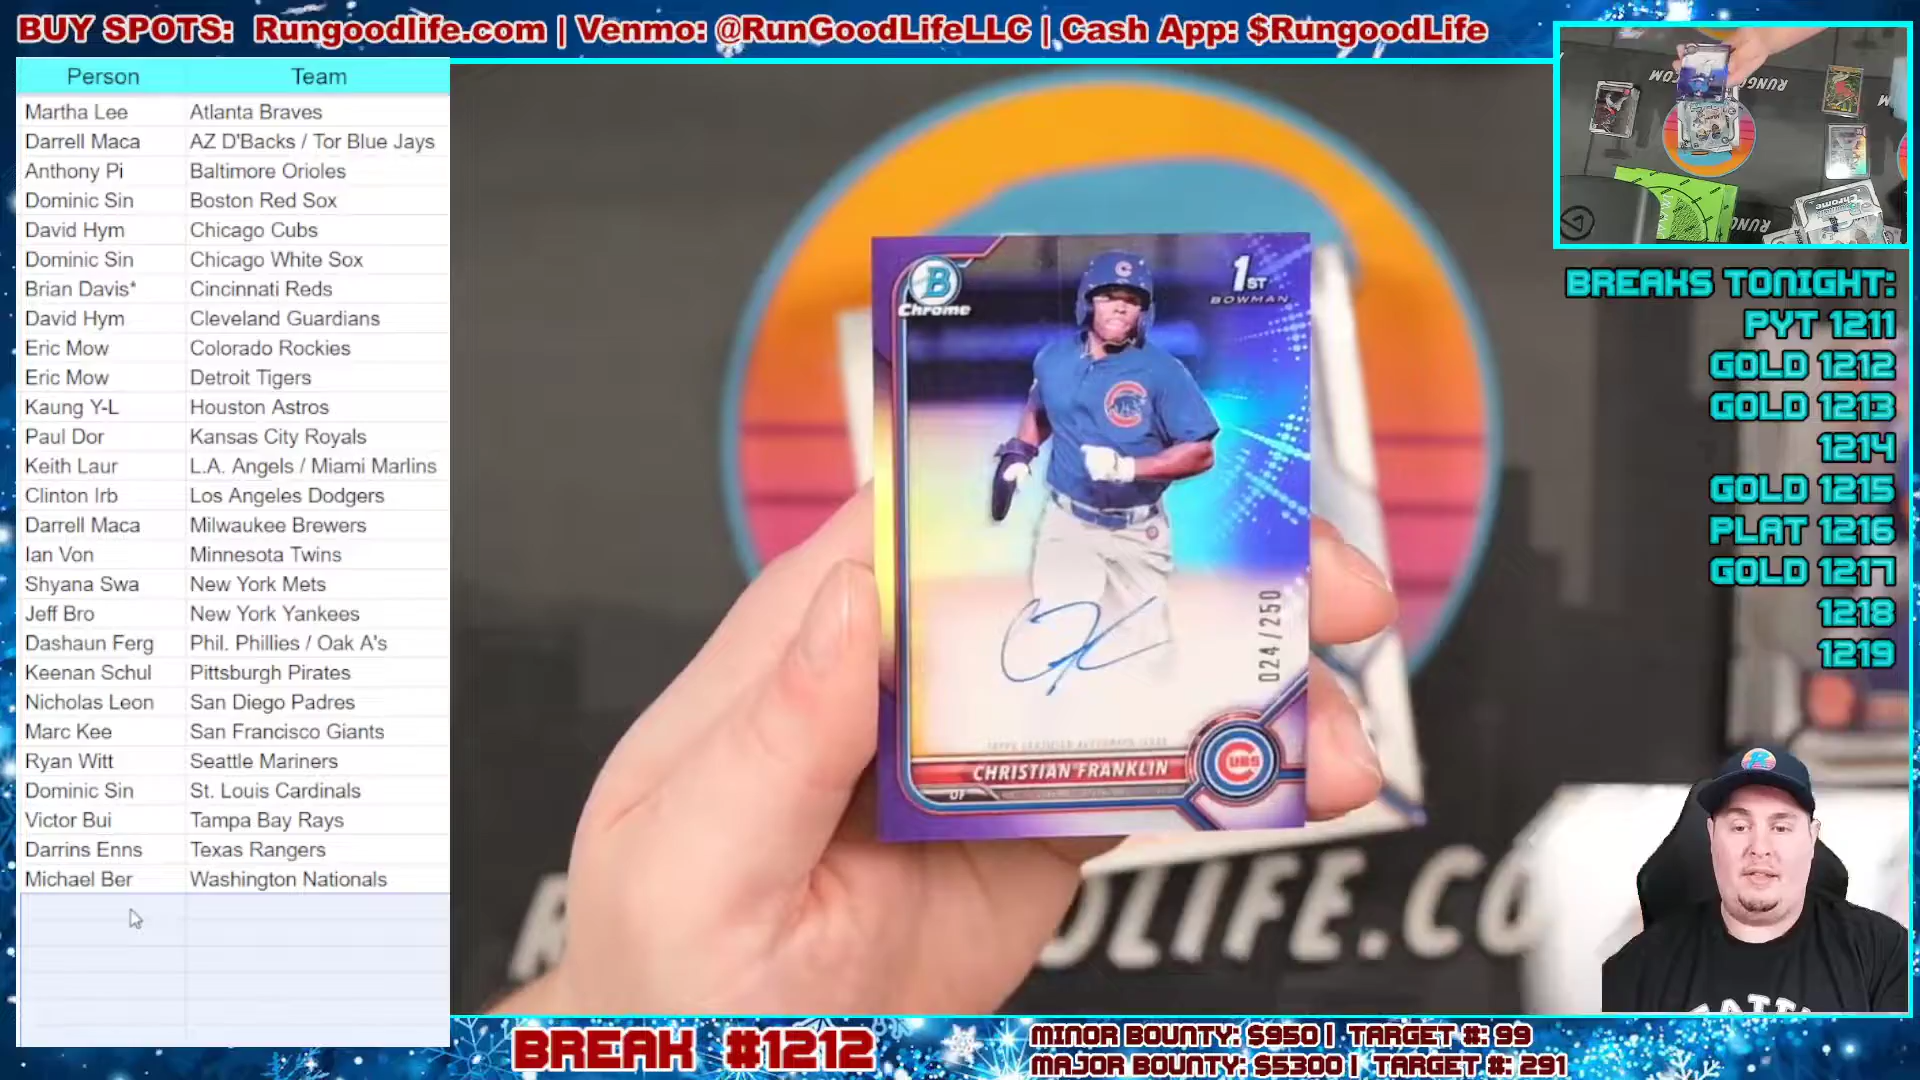 BUY SPOTS: Rungoodlife.com | Venmo: @RunGoodLifeLLC | Cash App: $RungoodLife
Person Team
Martha Lee Atlanta Braves
Darrell Maca AZ D'Backs / Tor Blue Jays
Anthony Pi Baltimore Orioles
Dominic Sin Boston Red Sox
David Hym Chicago Cubs
Dominic Sin Chicago White Sox
Brian Davis* Cincinnati Reds
David Hym Cleveland Guardians
Eric Mow Colorado Rockies
Eric Mow Detroit Tigers
Kaung Y-L Houston Astros
Paul Dor Kansas City Royals
Keith Laur L.A. Angels / Miami Marlins
Clinton Irb Los Angeles Dodgers
Darrell Maca Milwaukee Brewers
Ian Von Minnesota Twins
Shyana Swa New York Mets
Jeff Bro New York Yankees
Dashaun Ferg Phil. Phillies / Oak A's
Keenan Schul Pittsburgh Pirates
Nicholas Leon San Diego Padres
Marc Kee San Francisco Giants
Ryan Witt Seattle Mariners
Dominic Sin St. Louis Cardinals
Victor Bui Tampa Bay Rays
Darrins Enns Texas Rangers
Michael Ber Washington Nationals
B
Chrome
1ST
BOWMAN
C
024/250
TOPPS CERTIFIED AUTOGRAPH ISSUE
CHRISTIAN FRANKLIN
OF
CUBS
OLIFE.CO
BREAKS TONIGHT:
PYT 1211
GOLD 1212
GOLD 1213
1214
GOLD 1215
PLAT 1216
GOLD 1217
1218
1219
BREAK #1212
MINOR BOUNTY: $950 | TARGET #: 99
MAJOR BOUNTY: $5300 | TARGET #: 291